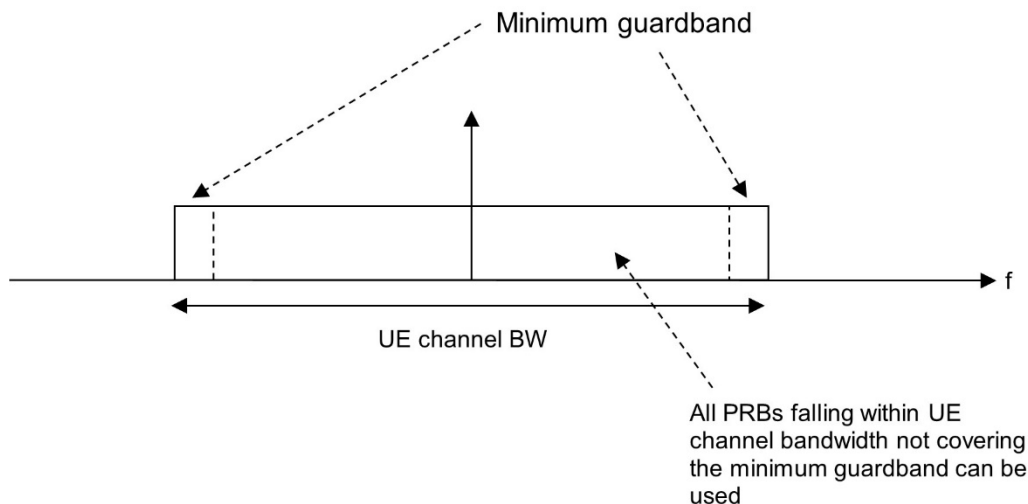 Minimum guardband
f
UE channel BW
All PRBs falling within UE
channel bandwidth not covering
the minimum guardband can be
used